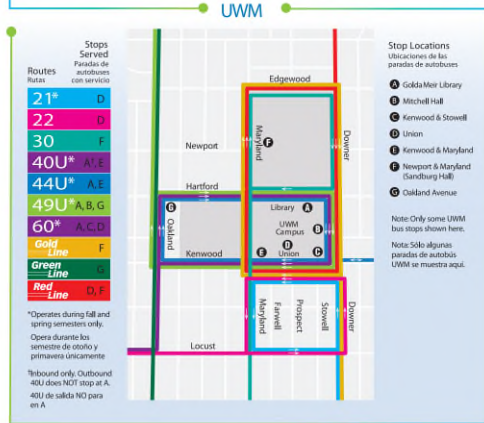 UWM
Routes
Rutas
Stops
Served
Paradas de
autobuses
con servicio
21* D
22 D
30 F
40U* A†, E
44U* A, E
49U* A, B, G
60* A, C, D
Gold Line F
Green Line G
Red Line D, F
*Operates during fall and
spring semesters only.
Opera durante los
semestre de otoño y
primavera únicamente
†Inbound only. Outbound
40U does NOT stop at A.
40U de salida NO para
en A
Edgewood
Newport
Maryland
F
Downer
Hartford
G
Oakland
Library A
UWM
Campus
B
D
E Union C
Kenwood
Maryland
Farwell
Prospect
Stowell
Downer
Locust
Stop Locations
Ubicaciones de las
paradas de autobuses
A Golda Meir Library
B Mitchell Hall
C Kenwood & Stowell
D Union
E Kenwood & Maryland
F Newport & Maryland
(Sandburg Hall)
G Oakland Avenue
Note: Only some UWM
bus stops shown here.
Nota: Sólo algunas
paradas de autobús
UWM se muestra aqui.